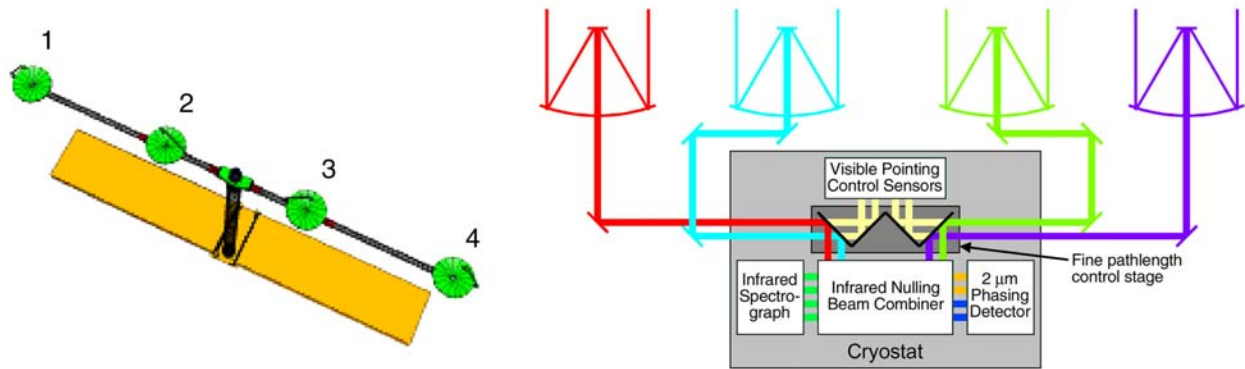 1
2
3
4
Visible Pointing
Control Sensors
Fine pathlength
control stage
Infrared
Spectro-
graph
Infrared Nulling
Beam Combiner
2 μm
Phasing
Detector
Cryostat